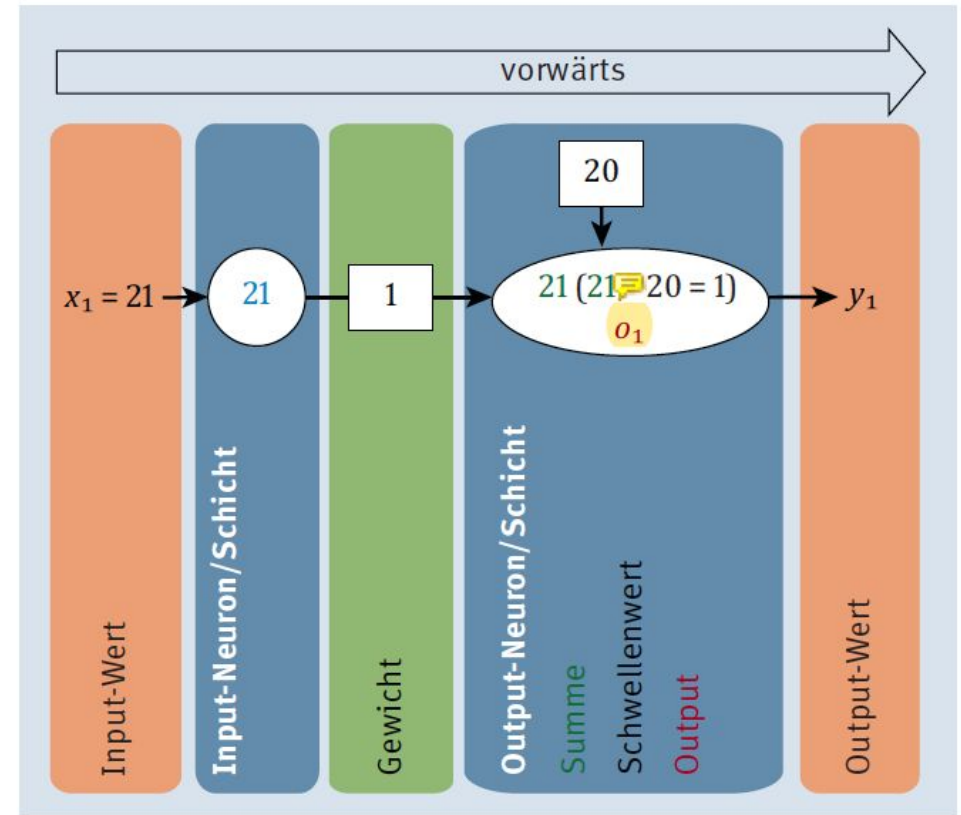 vorwärts
20
x₁ = 21
21
1
21 (21 20 = 1)
o₁
y₁
Input-Wert
Input-Neuron/Schicht
Gewicht
Output-Neuron/Schicht
Summe
Schwellenwert
Output
Output-Wert